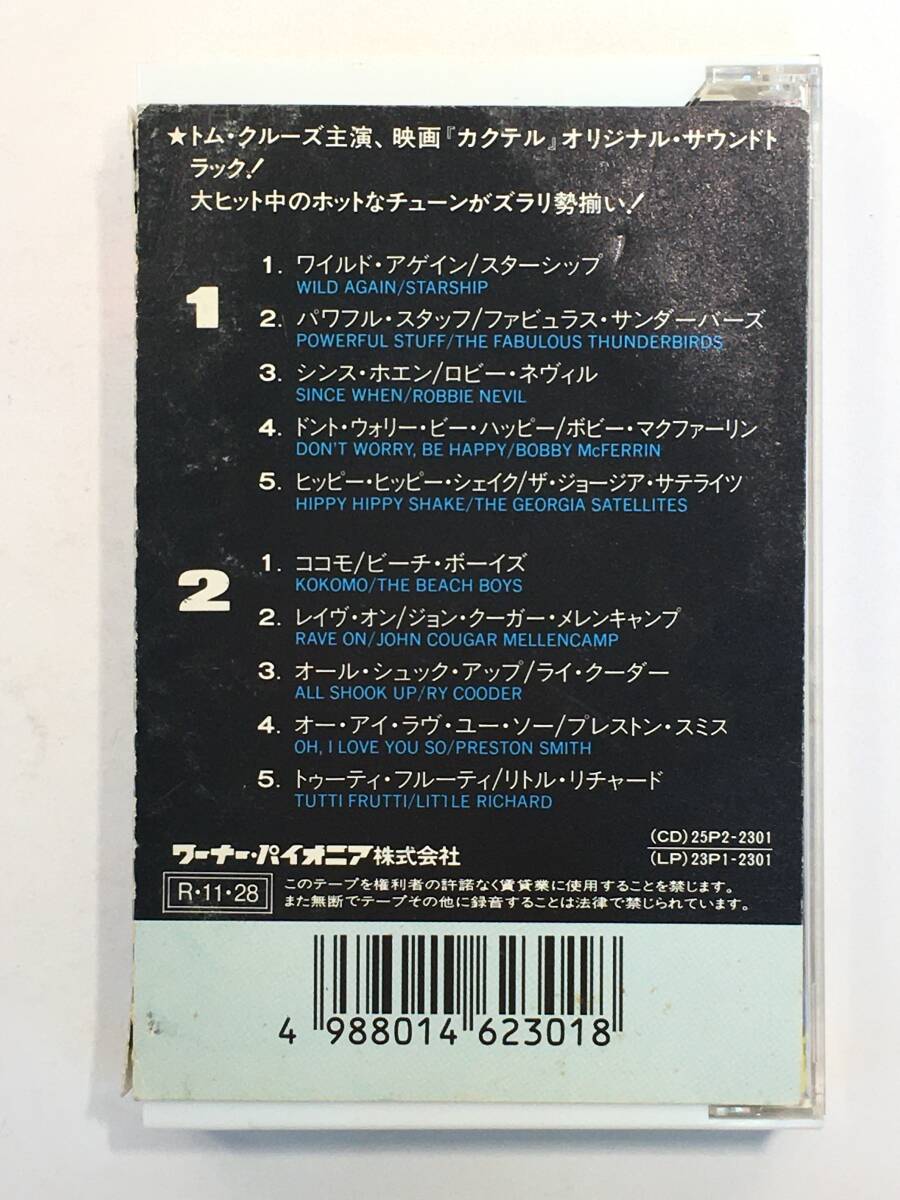 ★トム・クルーズ主演、映画『カクテル』オリジナル・サウンドト
ラック!
大ヒット中のホットなチューンがズラリ勢揃い!
1
1. ワイルド・アゲイン/スターシップ
WILD AGAIN/STARSHIP
2. パワフル・スタッフ/ファビュラス・サンダーバーズ
POWERFUL STUFF/THE FABULOUS THUNDERBIRDS
3. シンス・ホエン/ロビー・ネヴィル
SINCE WHEN/ROBBIE NEVIL
4. ドント・ウォリー・ビー・ハッピー/ボビー・マクファーリン
DON'T WORRY, BE HAPPY/BOBBY McFERRIN
5. ヒッピー・ヒッピー・シェイク/ザ・ジョージア・サテライツ
HIPPY HIPPY SHAKE/THE GEORGIA SATELLITES
2
1. ココモ/ビーチ・ボーイズ
KOKOMO/THE BEACH BOYS
2. レイヴ・オン/ジョン・クーガー・メレンキャンプ
RAVE ON/JOHN COUGAR MELLENCAMP
3. オール・シュック・アップ/ライ・クーダー
ALL SHOOK UP/RY COODER
4. オー・アイ・ラヴ・ユー・ソー/プレストン・スミス
OH, I LOVE YOU SO/PRESTON SMITH
5. トゥーティ・フルーティ/リトル・リチャード
TUTTI FRUTTI/LITTLE RICHARD
ワーナー・パイオニア株式会社
(CD) 25P2-2301
(LP) 23P1-2301
R・11・28
このテープを権利者の許諾なく賃貸業に使用することを禁じます。
また無断でテープその他に録音することは法律で禁じられています。
4 988014 623018